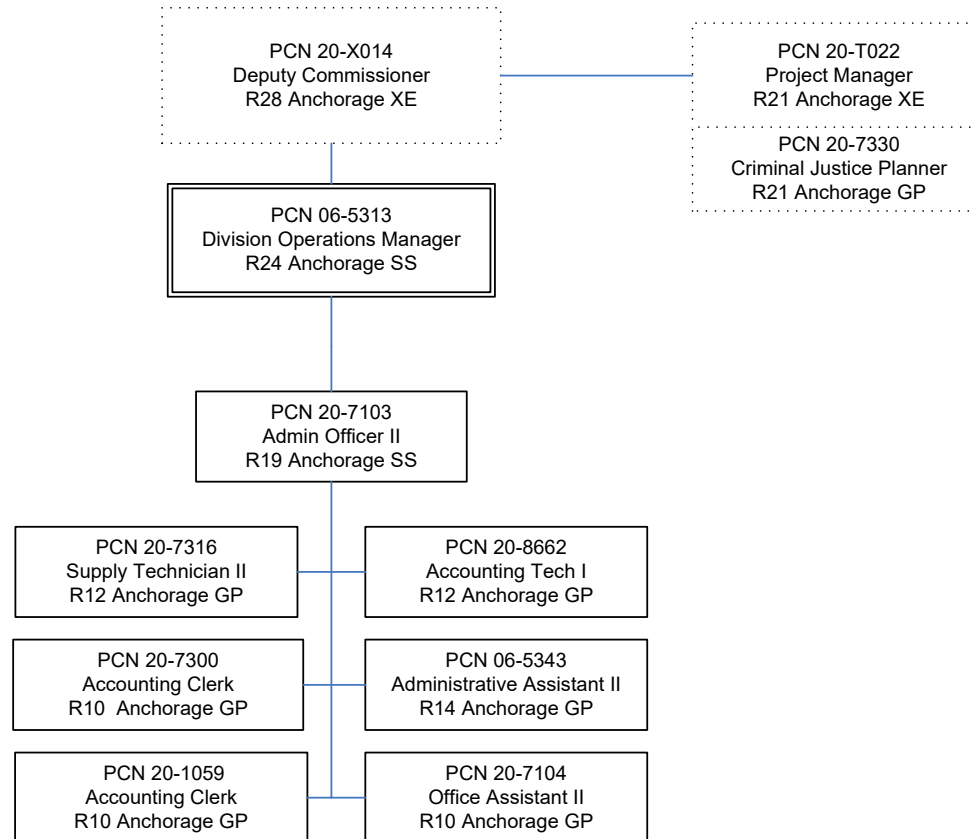 PCN 20-X014
Deputy Commissioner
R28 Anchorage XE
PCN 20-T022
Project Manager
R21 Anchorage XE
PCN 20-7330
Criminal Justice Planner
R21 Anchorage GP
PCN 06-5313
Division Operations Manager
R24 Anchorage SS
PCN 20-7103
Admin Officer II
R19 Anchorage SS
PCN 20-7316
Supply Technician II
R12 Anchorage GP
PCN 20-8662
Accounting Tech I
R12 Anchorage GP
PCN 20-7300
Accounting Clerk
R10  Anchorage GP
PCN 06-5343
Administrative Assistant II
R14 Anchorage GP
PCN 20-1059
Accounting Clerk
R10 Anchorage GP
PCN 20-7104
Office Assistant II
R10 Anchorage GP